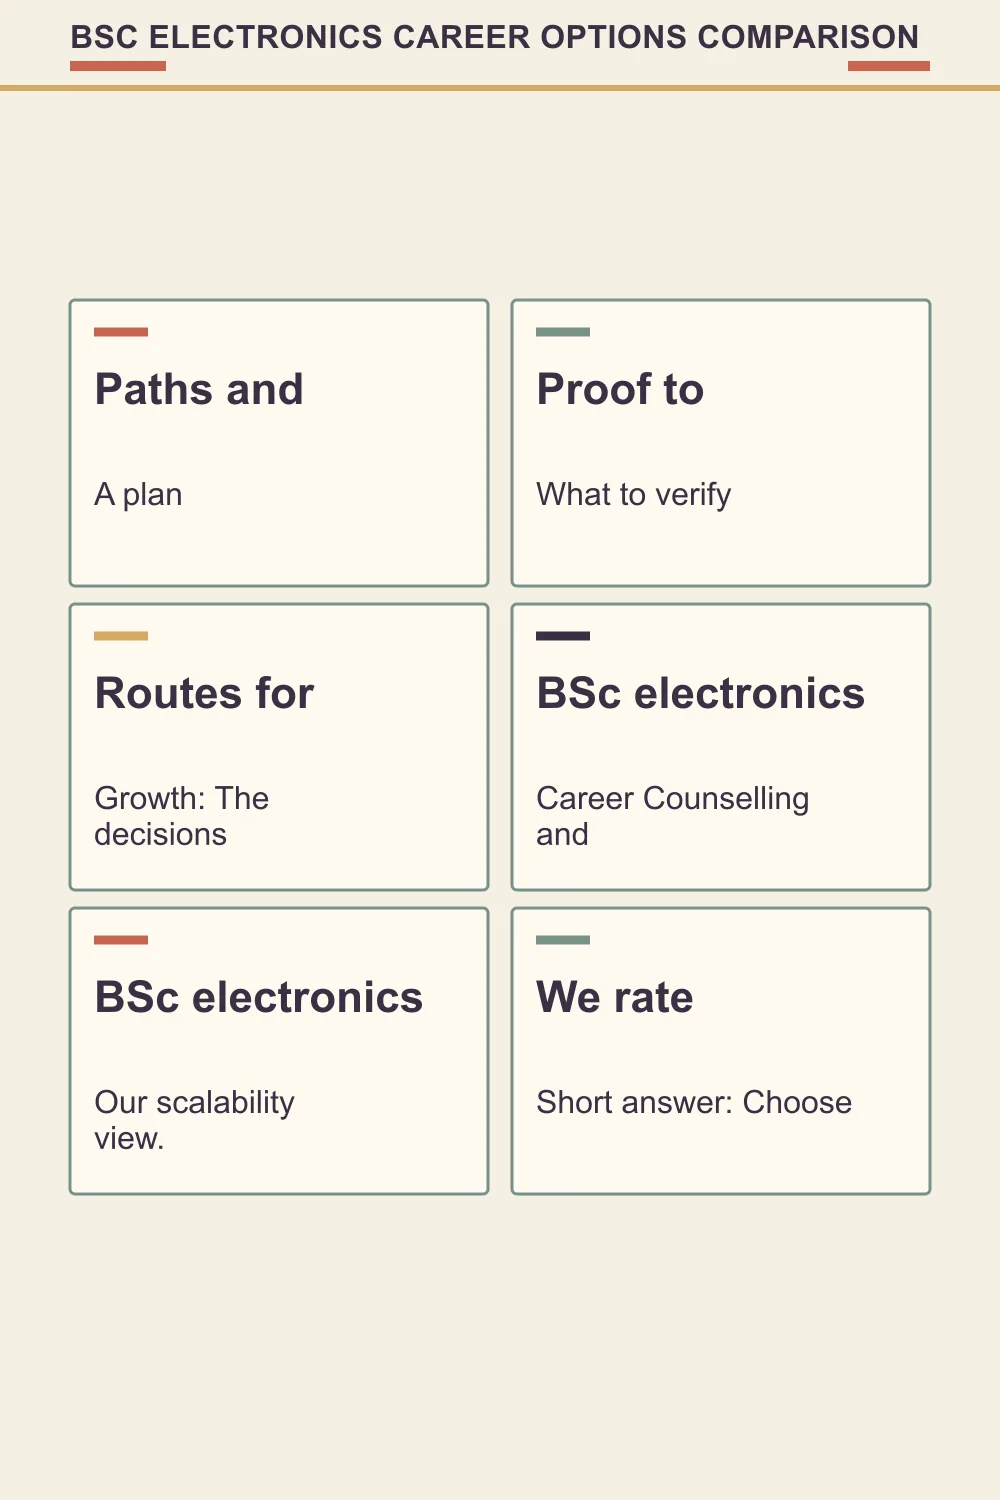 BSC ELECTRONICS CAREER OPTIONS COMPARISON
Paths and
A plan
Proof to
What to verify
Routes for
Growth: The
decisions
BSc electronics
Career Counselling
and
BSc electronics
Our scalability
view.
We rate
Short answer: Choose